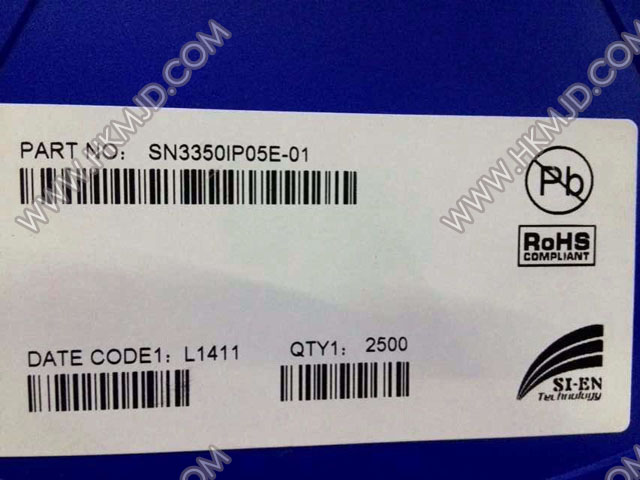 PART NO: SN3350IP05E-01
Pb
RoHS
COMPLIANT
DATE CODE1: L1411
QTY1: 2500
SI-EN
Technology
WWW.HKMJD.COM
WWW.HKMJD.COM
WWW.HKMJD.COM
WWW.HKMJD.COM